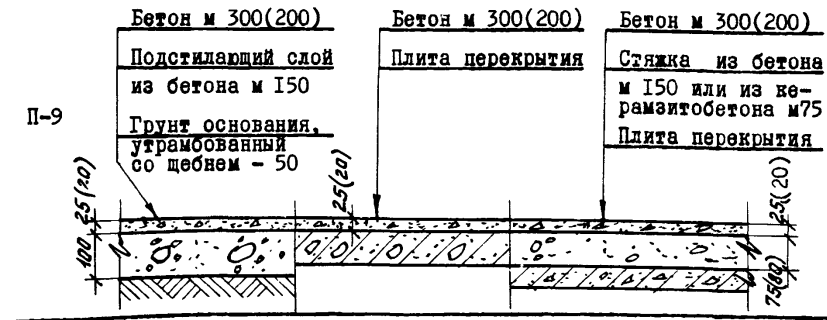 Бетон м 300(200)
Подстилающий слой
из бетона м I50
Грунт основания,
утрамбованный
со щебнем - 50
Бетон м 300(200)
Плита перекрытия
Бетон м 300(200)
Стяжка из бетона
м I50 или из ке-
рамзитобетона м75
Плита перекрытия
П-9
25(20)
100
25(20)
25(20)
75(80)